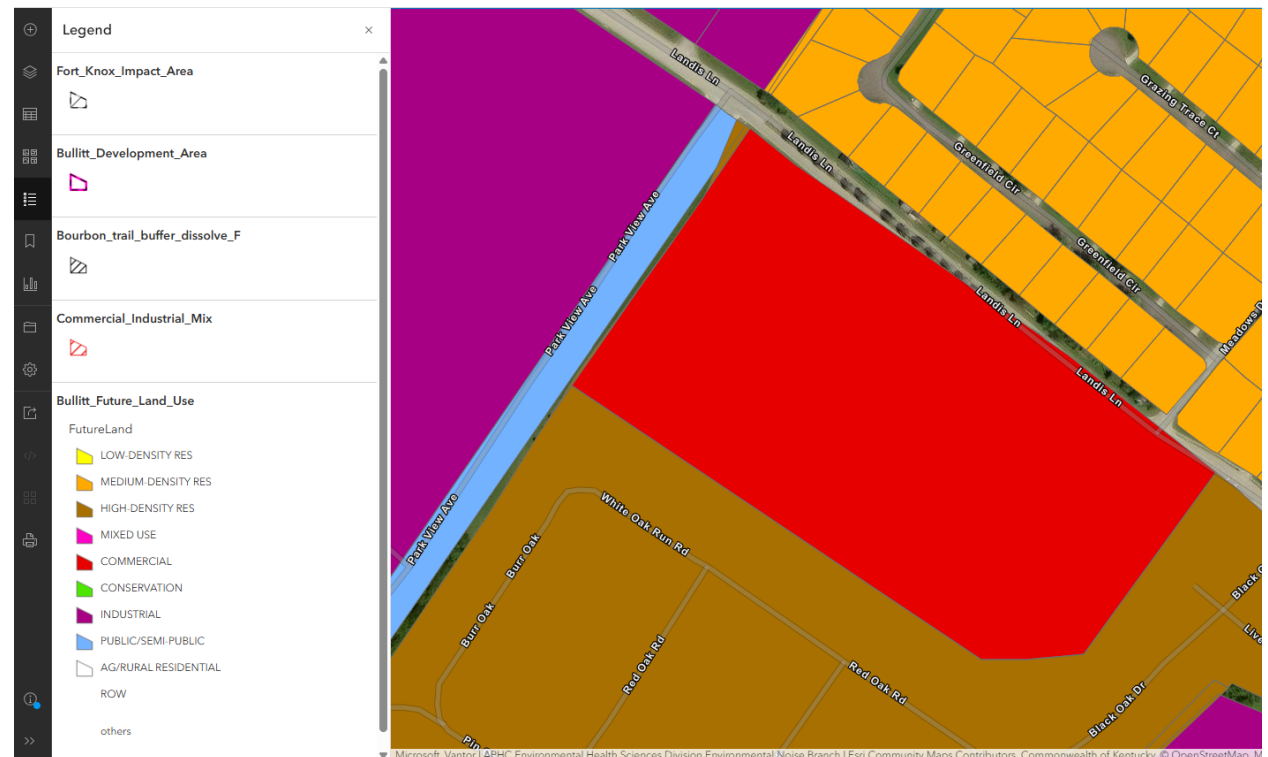 Legend
×
Fort_Knox_Impact_Area
Bullitt_Development_Area
Bourbon_trail_buffer_dissolve_F
Commercial_Industrial_Mix
Bullitt_Future_Land_Use
FutureLand
LOW-DENSITY RES
MEDIUM-DENSITY RES
HIGH-DENSITY RES
MIXED USE
COMMERCIAL
CONSERVATION
INDUSTRIAL
PUBLIC/SEMI-PUBLIC
AG/RURAL RESIDENTIAL
ROW
others
Landis Ln
Grazing Trace Ct
Landis Ln
Greenfield Cir
Park View Ave
Greenfield Cir
Landis Ln
Meadows D
Park View Ave
Landis Ln
White Oak Run Rd
Park View Ave
Burr Oak
Black O
Burr Oak
Live
Red Oak Rd
Red Oak Rd
Black Oak Dr
Pin
Microsoft, Vantor | APHC Environmental Health Sciences Division Environmental Noise Branch | Esri Community Maps Contributors, Commonwealth of Kentucky, © OpenStreetMap, M